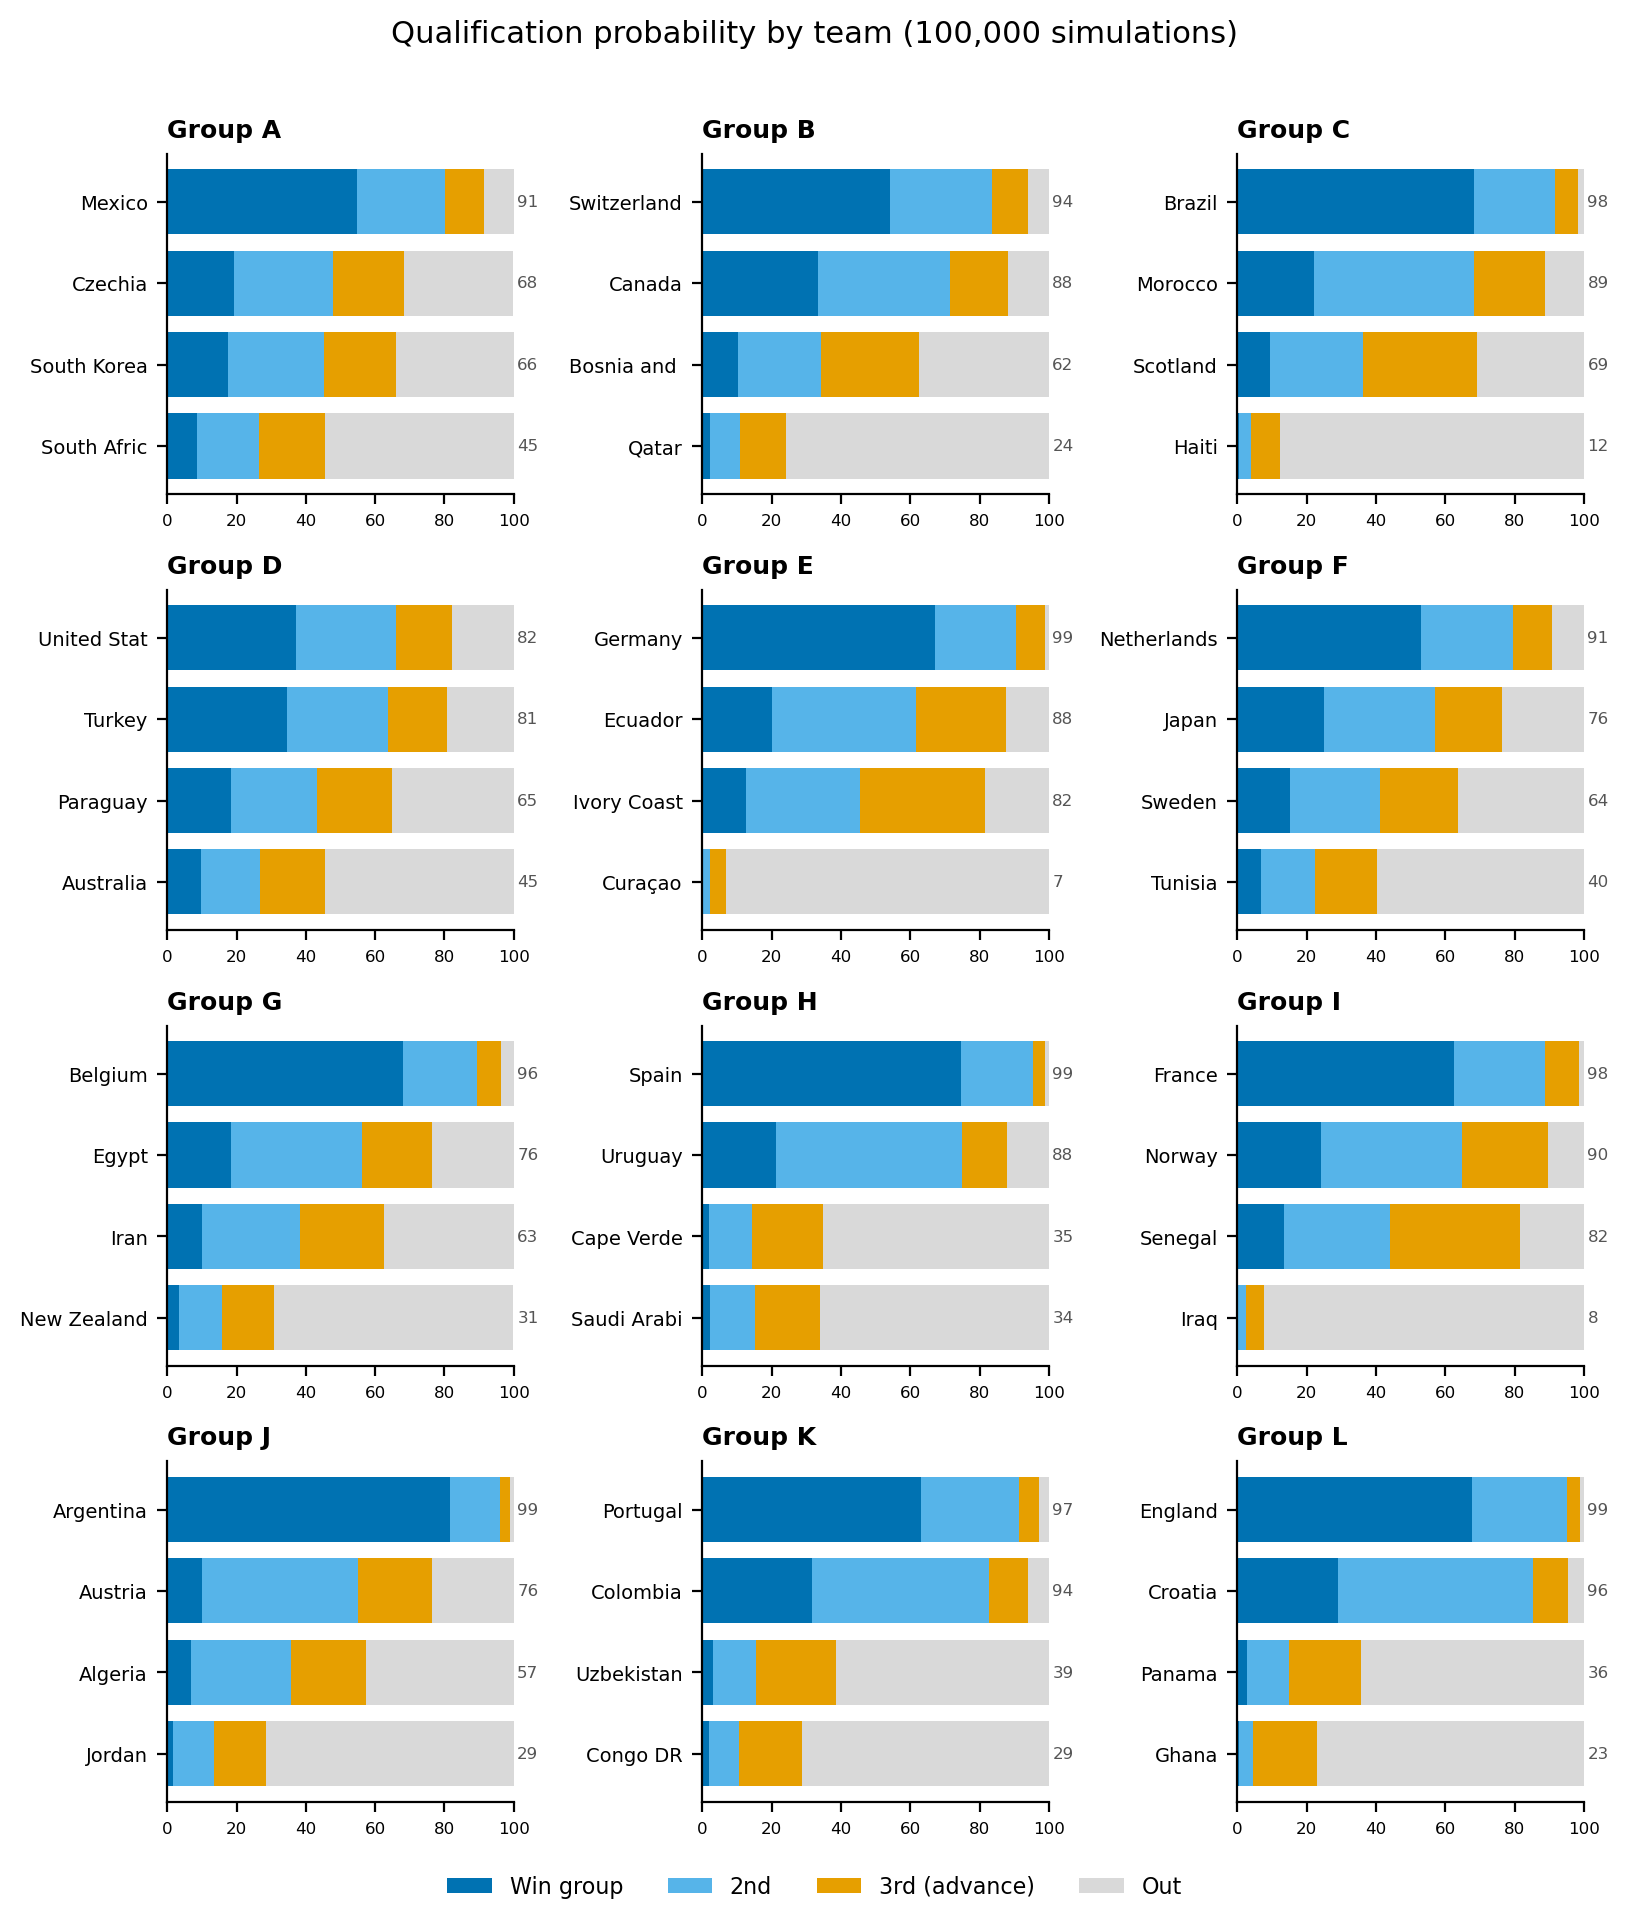 Qualification probability by team (100,000 simulations)
Group A
Mexico 91
Czechia 68
South Korea 66
South Afric 45
0 20 40 60 80 100
Group B
Switzerland 94
Canada 88
Bosnia and 62
Qatar 24
0 20 40 60 80 100
Group C
Brazil 98
Morocco 89
Scotland 69
Haiti 12
0 20 40 60 80 100
Group D
United Stat 82
Turkey 81
Paraguay 65
Australia 45
0 20 40 60 80 100
Group E
Germany 99
Ecuador 88
Ivory Coast 82
Curaçao 7
0 20 40 60 80 100
Group F
Netherlands 91
Japan 76
Sweden 64
Tunisia 40
0 20 40 60 80 100
Group G
Belgium 96
Egypt 76
Iran 63
New Zealand 31
0 20 40 60 80 100
Group H
Spain 99
Uruguay 88
Cape Verde 35
Saudi Arabi 34
0 20 40 60 80 100
Group I
France 98
Norway 90
Senegal 82
Iraq 8
0 20 40 60 80 100
Group J
Argentina 99
Austria 76
Algeria 57
Jordan 29
0 20 40 60 80 100
Group K
Portugal 97
Colombia 94
Uzbekistan 39
Congo DR 29
0 20 40 60 80 100
Group L
England 99
Croatia 96
Panama 36
Ghana 23
0 20 40 60 80 100
Win group 2nd 3rd (advance) Out